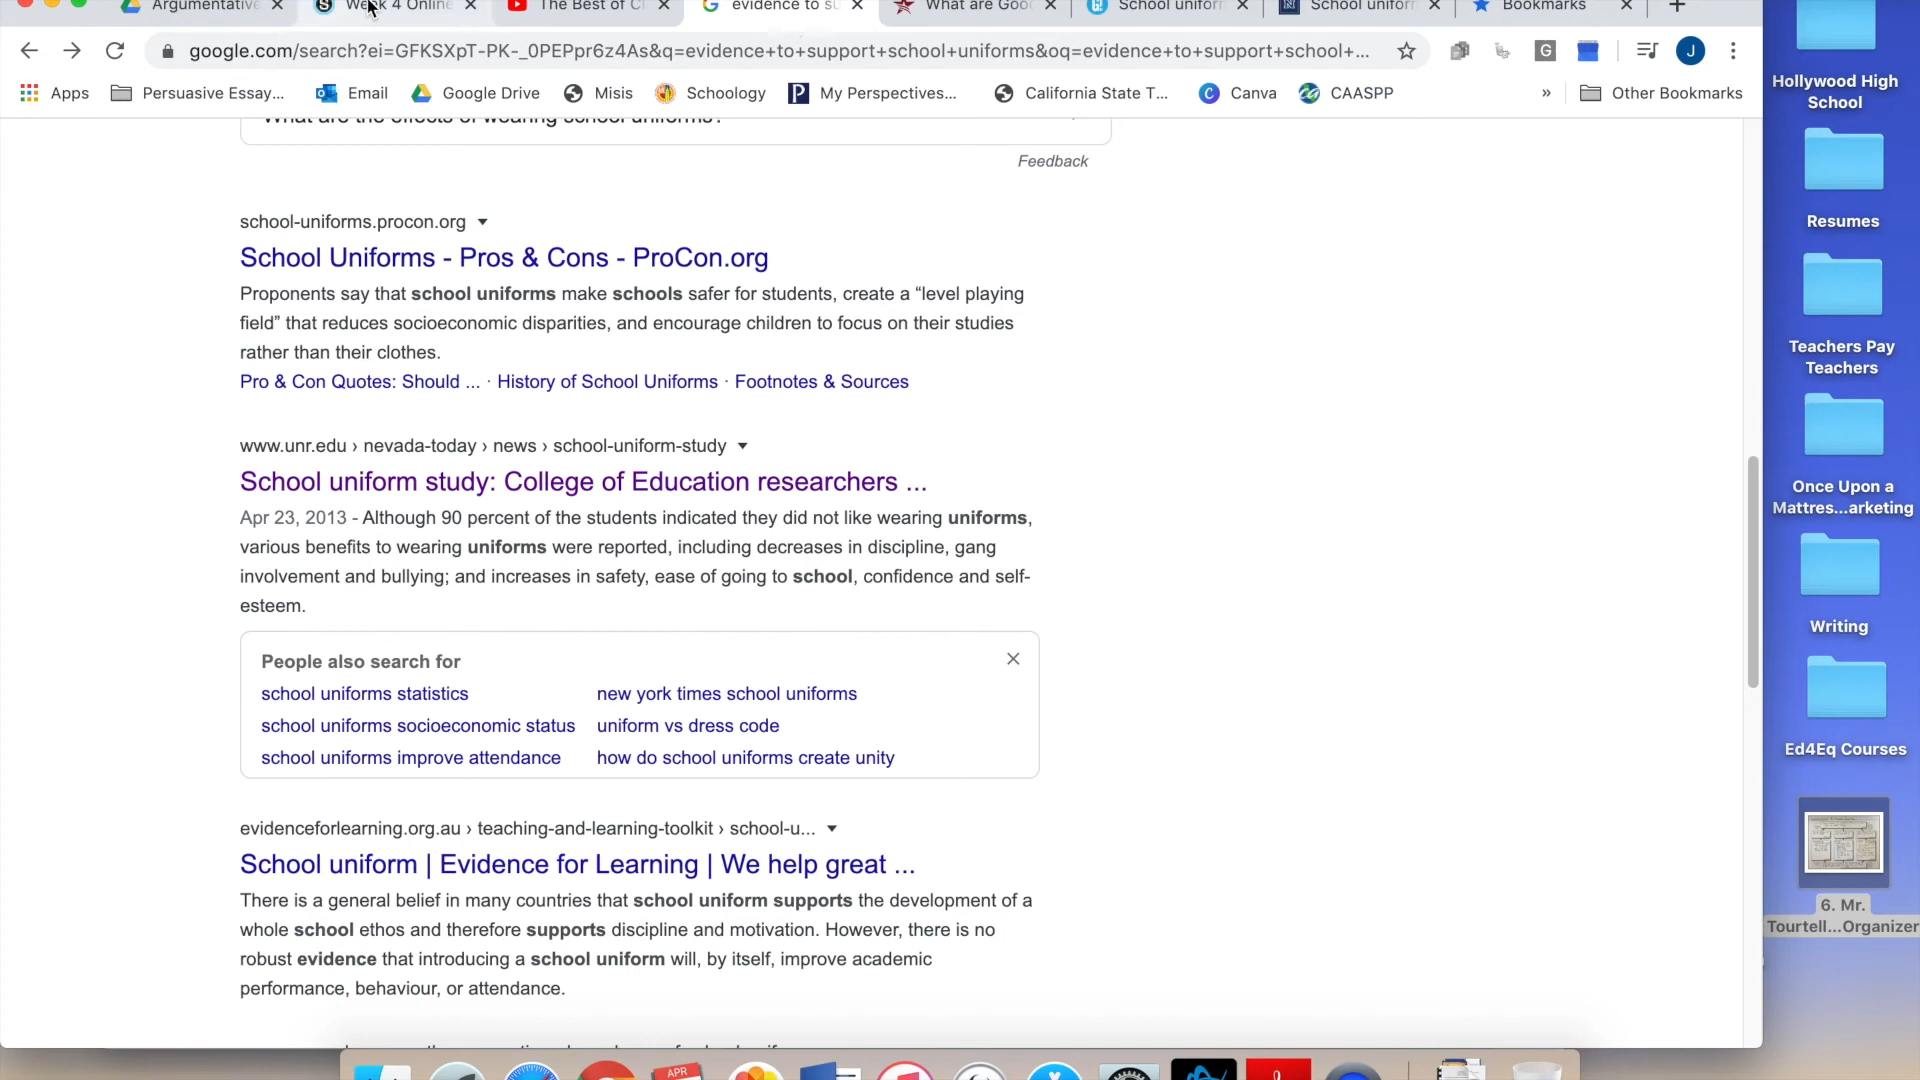 Argumentative
Week 4 Online
The Best of C
evidence to su
What are Goo
School uniform
School uniform
Bookmarks
google.com/search?ei=GFKSXpT-PK-_0PEPpr6z4As&q=evidence+to+support+school+uniforms&oq=evidence+to+support+school+...
G
J
Apps
Persuasive Essay...
Email
Google Drive
Misis
Schoology
My Perspectives...
California State T...
Canva
CAASPP
»
Other Bookmarks
What are the effects of wearing school uniforms?
Feedback
school-uniforms.procon.org
School Uniforms - Pros & Cons - ProCon.org
Proponents say that school uniforms make schools safer for students, create a “level playing
field” that reduces socioeconomic disparities, and encourage children to focus on their studies
rather than their clothes.
Pro & Con Quotes: Should ... · History of School Uniforms · Footnotes & Sources
www.unr.edu › nevada-today › news › school-uniform-study
School uniform study: College of Education researchers ...
Apr 23, 2013 - Although 90 percent of the students indicated they did not like wearing uniforms,
various benefits to wearing uniforms were reported, including decreases in discipline, gang
involvement and bullying; and increases in safety, ease of going to school, confidence and self-
esteem.
People also search for
school uniforms statistics
new york times school uniforms
school uniforms socioeconomic status
uniform vs dress code
school uniforms improve attendance
how do school uniforms create unity
evidenceforlearning.org.au › teaching-and-learning-toolkit › school-u...
School uniform | Evidence for Learning | We help great ...
There is a general belief in many countries that school uniform supports the development of a
whole school ethos and therefore supports discipline and motivation. However, there is no
robust evidence that introducing a school uniform will, by itself, improve academic
performance, behaviour, or attendance.
APR
Hollywood High
School
Resumes
Teachers Pay
Teachers
Once Upon a
Mattres...arketing
Writing
Ed4Eq Courses
6. Mr.
Tourtell...Organizer